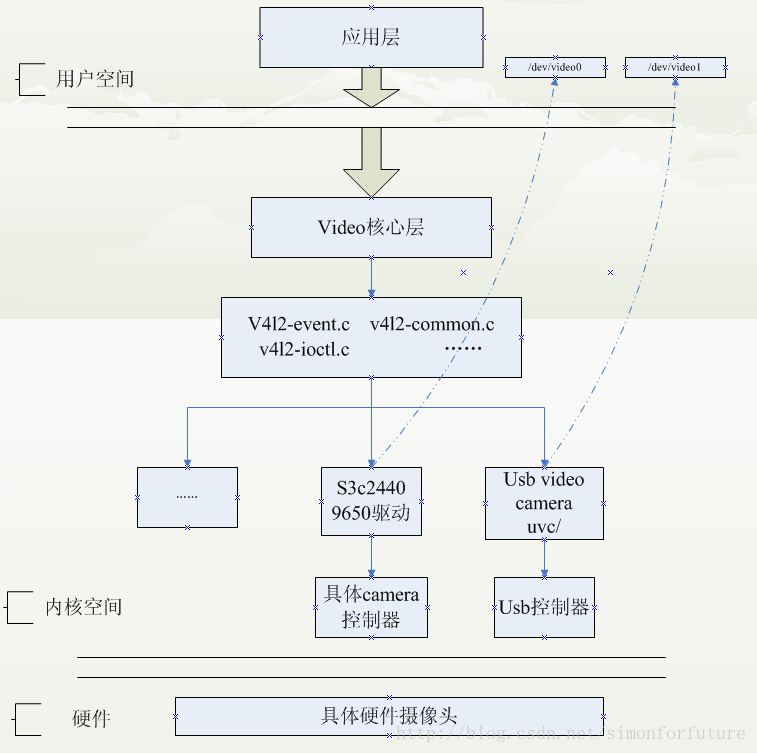 应用层
/dev/video0
/dev/video1
用户空间
Video核心层
V4l2-event.c v4l2-common.c
v4l2-ioctl.c ......
......
S3c2440
9650驱动
Usb video
camera
uvc/
内核空间
具体camera
控制器
Usb控制器
硬件
具体硬件摄像头
http://blog.csdn.net/simonforfuture